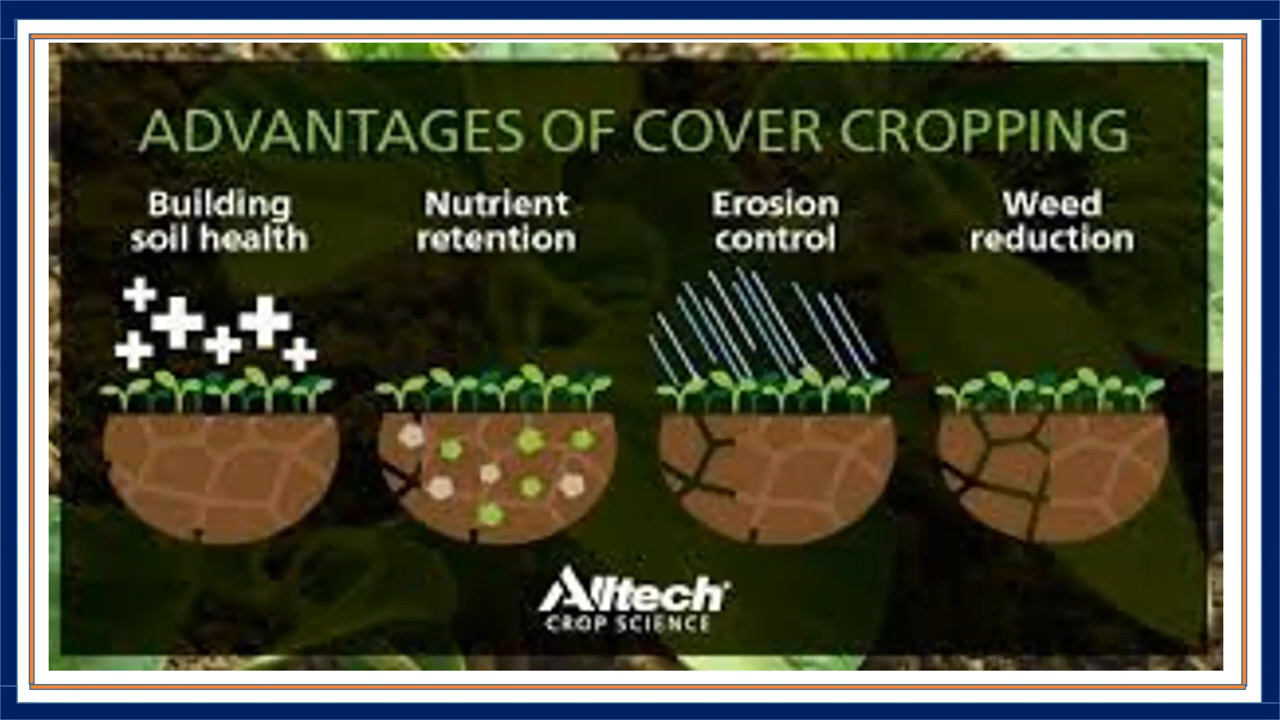 ADVANTAGES OF COVER CROPPING
Building
soil health
Nutrient
retention
Erosion
control
Weed
reduction
Alltech®
CROP SCIENCE